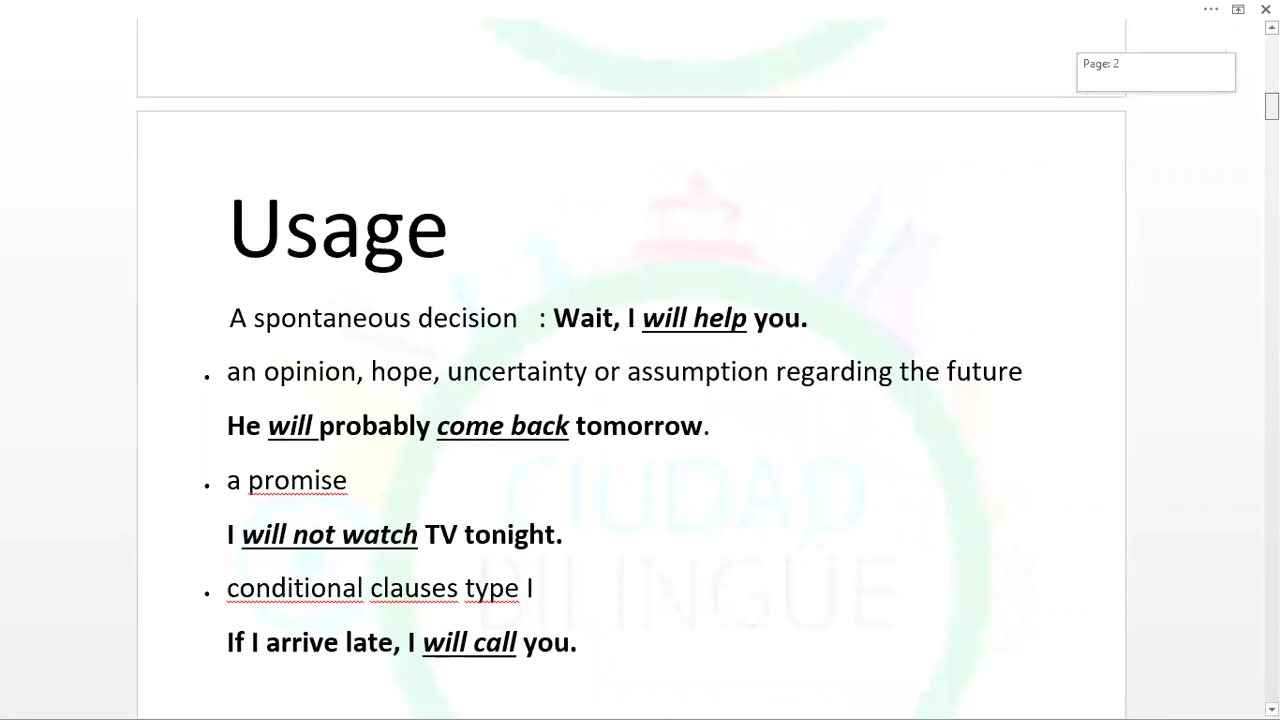 Page: 2
Usage
A spontaneous decision : Wait, I will help you.
• an opinion, hope, uncertainty or assumption regarding the future
He will probably come back tomorrow.
• a promise
I will not watch TV tonight.
• conditional clauses type I
If I arrive late, I will call you.
CIUDAD
BILINGÜE